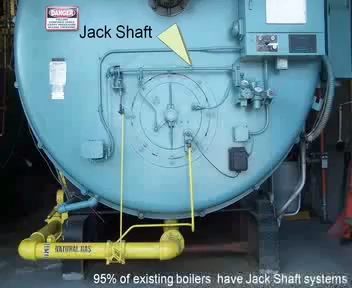 DANGER
Jack Shaft
NATURAL GAS
95% of existing boilers have Jack Shaft systems